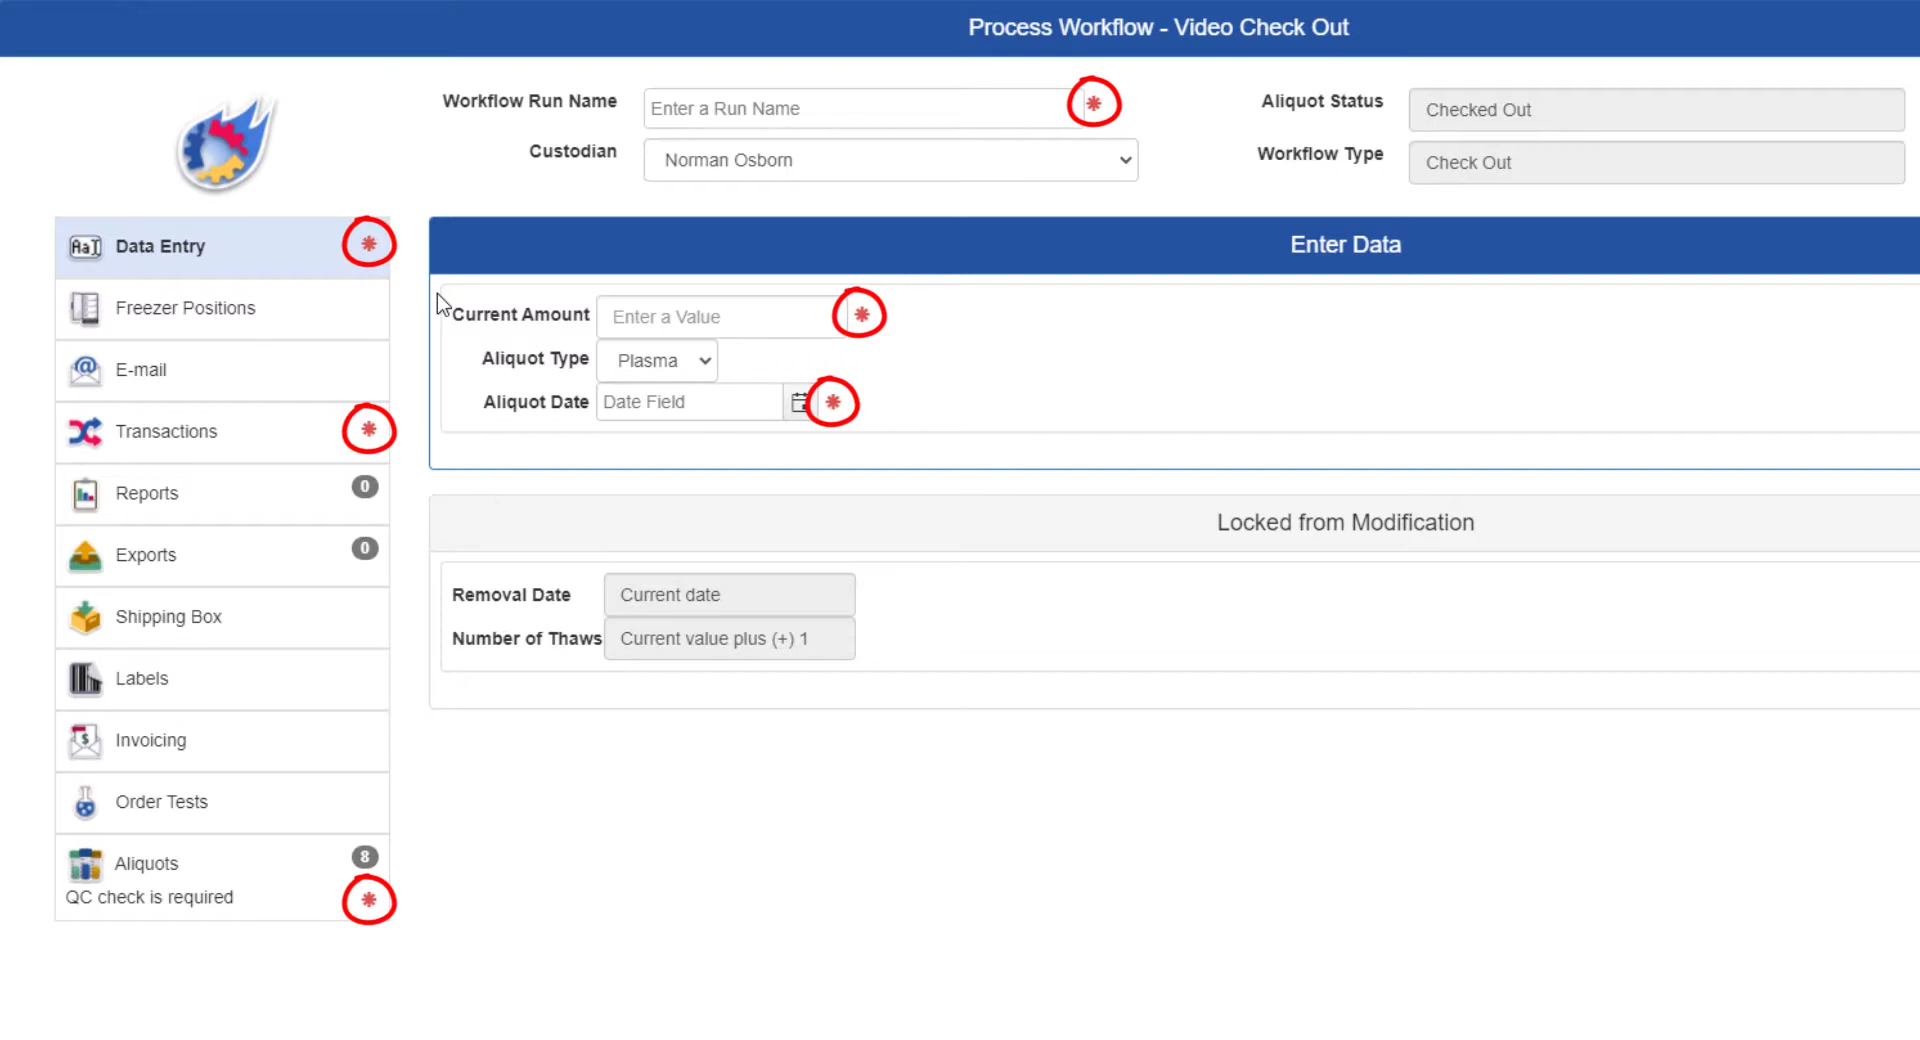 Process Workflow - Video Check Out
Workflow Run Name
Enter a Run Name
*
Aliquot Status
Checked Out
Custodian
Norman Osborn
Workflow Type
Check Out
Data Entry
*
Freezer Positions
E-mail
Transactions
*
Reports
0
Exports
0
Shipping Box
Labels
Invoicing
Order Tests
Aliquots
8
QC check is required
*
Enter Data
Current Amount
Enter a Value
*
Aliquot Type
Plasma
Aliquot Date
Date Field
*
Locked from Modification
Removal Date
Current date
Number of Thaws
Current value plus (+) 1